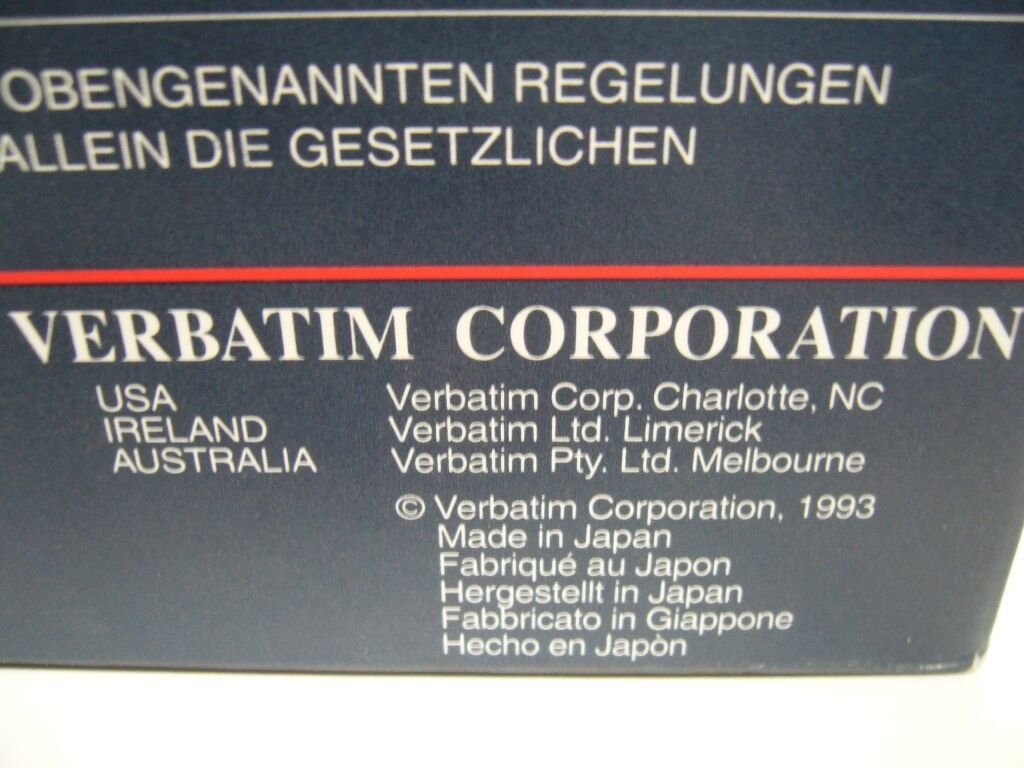 OBENGENANNTEN REGELUNGEN
ALLEIN DIE GESETZLICHEN
VERBATIM CORPORATION
USA Verbatim Corp. Charlotte, NC
IRELAND Verbatim Ltd. Limerick
AUSTRALIA Verbatim Pty. Ltd. Melbourne
© Verbatim Corporation, 1993
Made in Japan
Fabriqué au Japon
Hergestellt in Japan
Fabbricato in Giappone
Hecho en Japòn